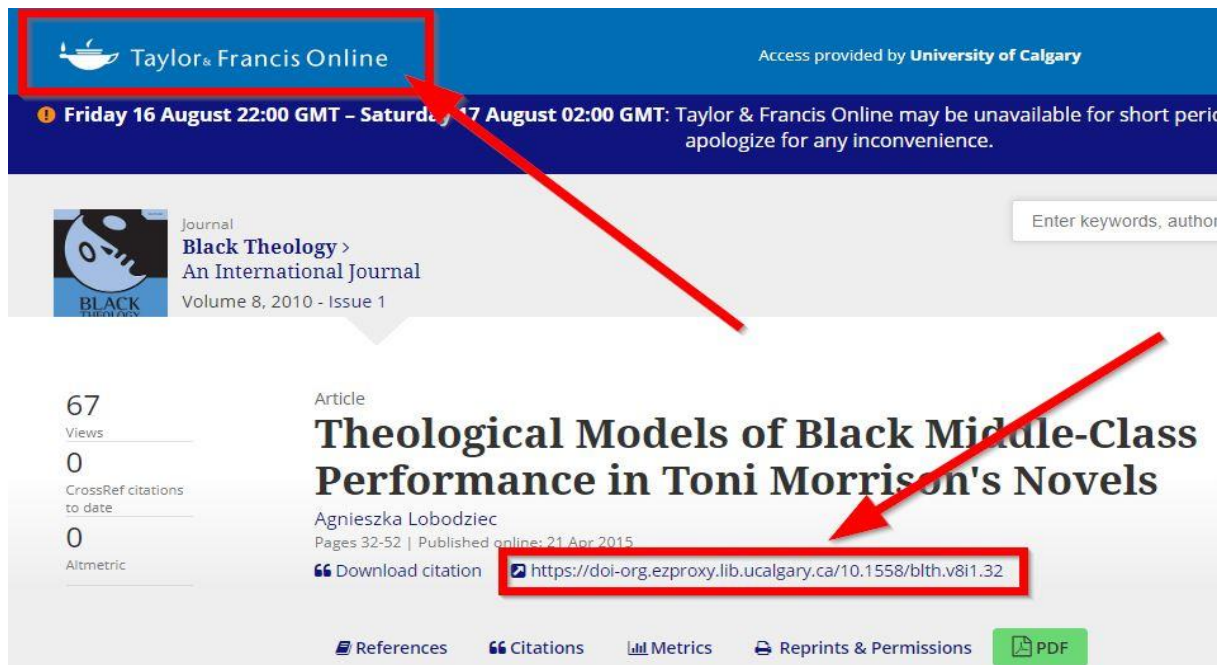 Taylor & Francis Online
Access provided by University of Calgary
Friday 16 August 22:00 GMT – Saturday 17 August 02:00 GMT: Taylor & Francis Online may be unavailable for short peric
apologize for any inconvenience.
Enter keywords, author
Journal
Black Theology >
An International Journal
Volume 8, 2010 - Issue 1
BLACK
THEOLOGY
67
Views
0
CrossRef citations
to date
0
Altmetric
Article
Theological Models of Black Middle-Class
Performance in Toni Morrison's Novels
Agnieszka Lobodziec
Pages 32-52 | Published online: 21 Apr 2015
Download citation https://doi-org.ezproxy.lib.ucalgary.ca/10.1558/blth.v8i1.32
References Citations Metrics Reprints & Permissions PDF